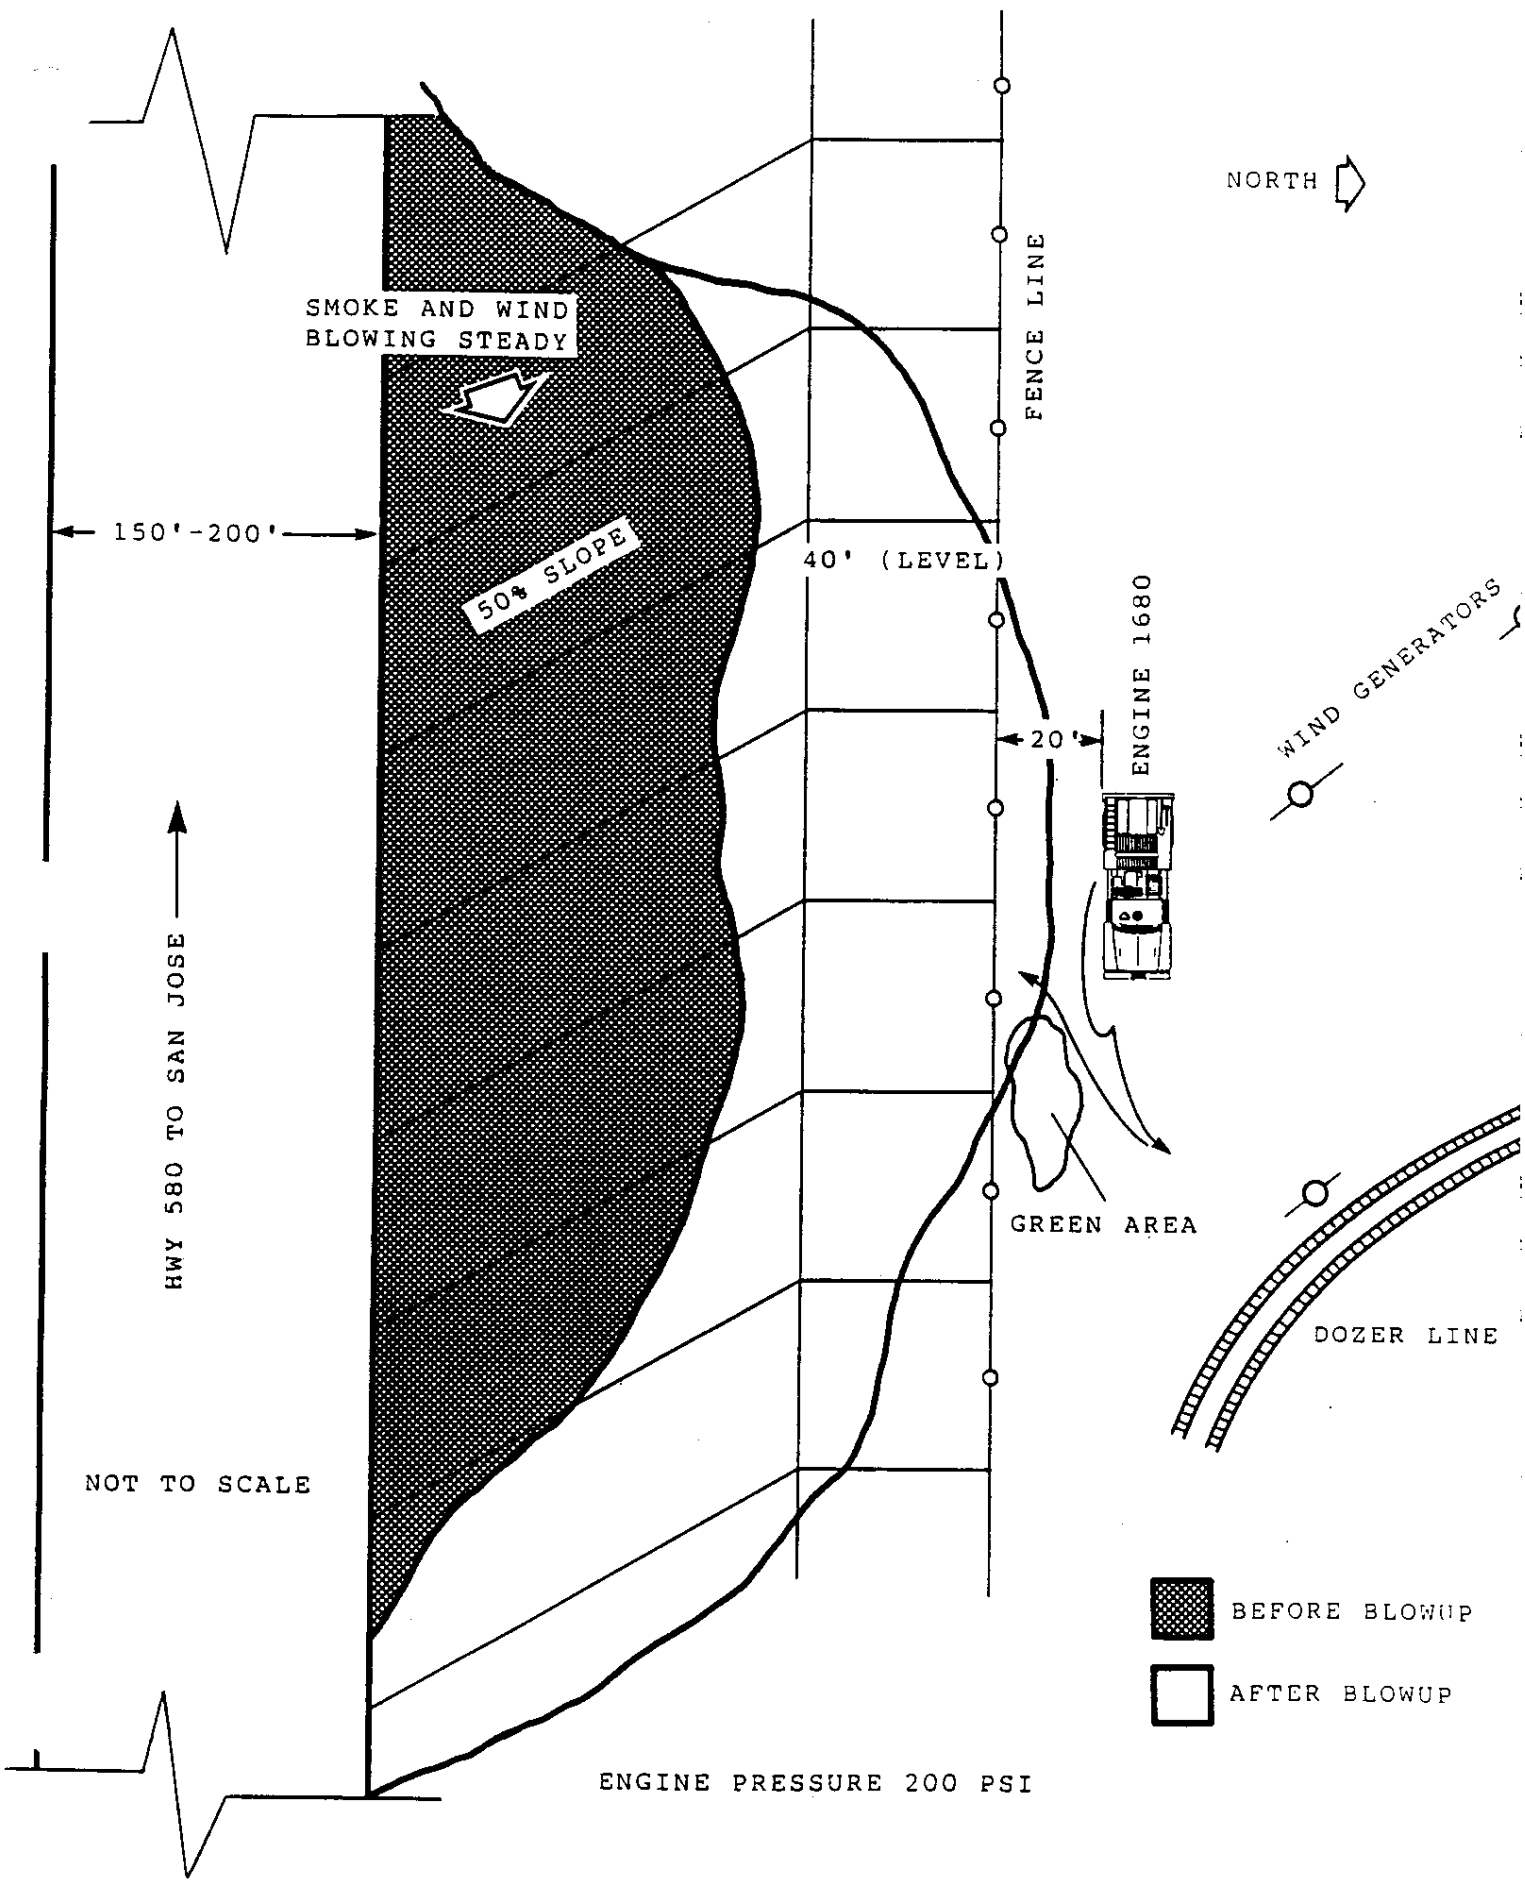 NORTH
FENCE LINE
SMOKE AND WIND
BLOWING STEADY
150'-200'
50% SLOPE
40' (LEVEL)
ENGINE 1680
WIND GENERATORS
20'
HWY 580 TO SAN JOSE
GREEN AREA
DOZER LINE
NOT TO SCALE
BEFORE BLOWUP
AFTER BLOWUP
ENGINE PRESSURE 200 PSI